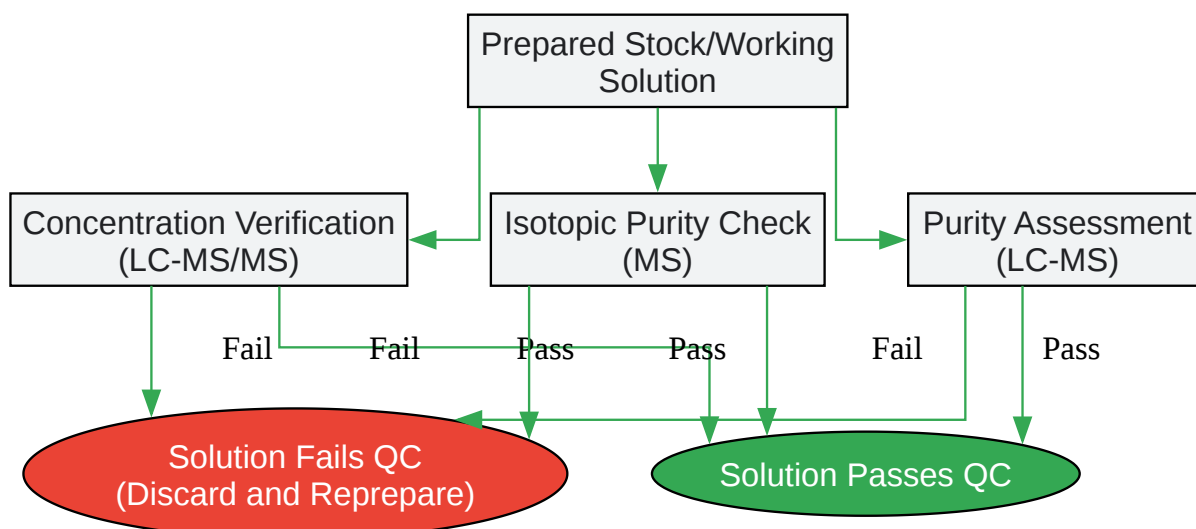 Prepared Stock/Working
Solution
Concentration Verification
(LC-MS/MS)
Isotopic Purity Check
(MS)
Purity Assessment
(LC-MS)
Fail
Fail
Pass
Pass
Fail
Pass
Solution Fails QC
(Discard and Reprepare)
Solution Passes QC